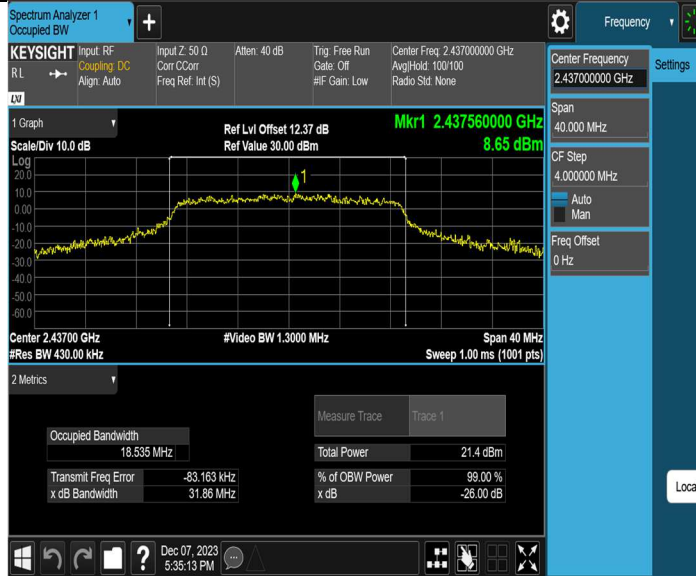 Spectrum Analyzer 1
Occupied BW
Frequency
KEYSIGHT
Input: RF
Coupling: DC
Align: Auto
Input Z: 50 Ω
Corr CCorr
Freq Ref: Int (S)
Atten: 40 dB
Trig: Free Run
Gate: Off
#IF Gain: Low
Center Freq: 2.437000000 GHz
Avg|Hold: 100/100
Radio Std: None
RL
LXI
Center Frequency
2.437000000 GHz
Settings
Span
40.000 MHz
CF Step
4.000000 MHz
Auto
Man
Freq Offset
0 Hz
1 Graph
Ref Lvl Offset 12.37 dB
Mkr1 2.437560000 GHz
Scale/Div 10.0 dB
Ref Value 30.00 dBm
8.65 dBm
Log
20.0
10.0
0.00
-10.0
-20.0
-30.0
-40.0
-50.0
-60.0
1
Center 2.43700 GHz
#Video BW 1.3000 MHz
Span 40 MHz
#Res BW 430.00 kHz
Sweep 1.00 ms (1001 pts)
2 Metrics
Measure Trace
Trace 1
Occupied Bandwidth
18.535 MHz
Total Power
21.4 dBm
Transmit Freq Error
-83.163 kHz
% of OBW Power
99.00 %
x dB Bandwidth
31.86 MHz
x dB
-26.00 dB
Loca
?
Dec 07, 2023
5:35:13 PM